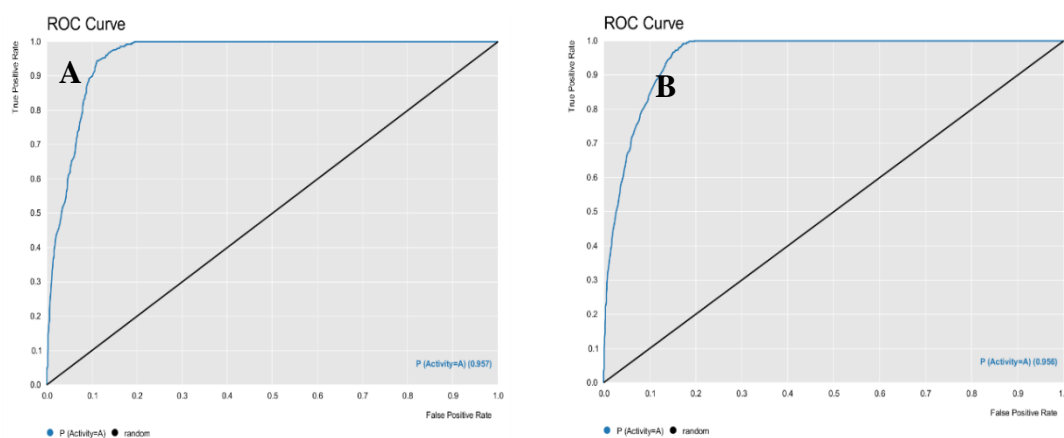 ROC Curve
True Positive Rate
1.0
0.9
0.8
0.7
0.6
0.5
0.4
0.3
0.2
0.1
0.0
A
P (Activity=A) (0.957)
0.0 0.1 0.2 0.3 0.4 0.5 0.6 0.7 0.8 0.9 1.0
False Positive Rate
P (Activity=A) random
ROC Curve
True Positive Rate
1.0
0.9
0.8
0.7
0.6
0.5
0.4
0.3
0.2
0.1
0.0
B
P (Activity=A) (0.956)
0.0 0.1 0.2 0.3 0.4 0.5 0.6 0.7 0.8 0.9 1.0
False Positive Rate
P (Activity=A) random